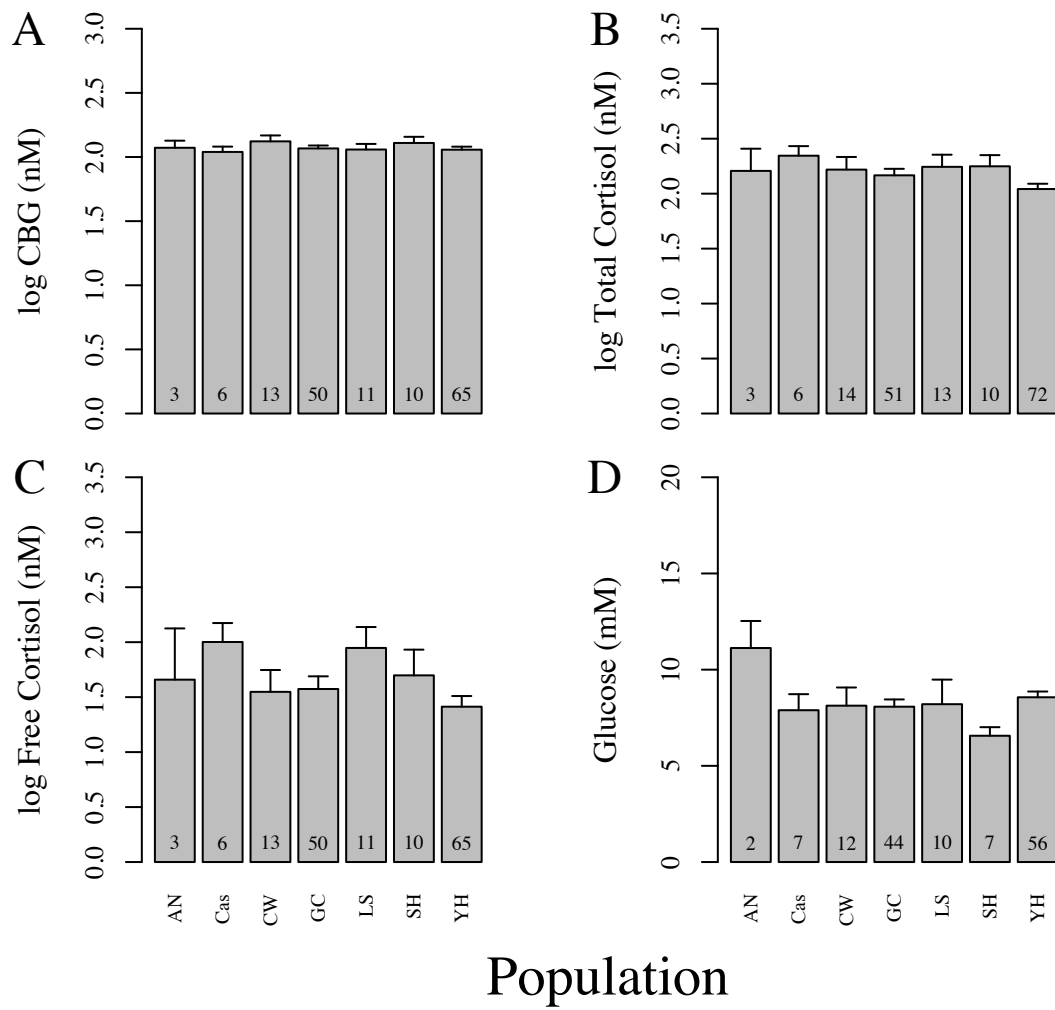 A
log CBG (nM)
0.0 0.5 1.0 1.5 2.0 2.5 3.0
3 6 13 50 11 10 65
B
log Total Cortisol (nM)
0.0 0.5 1.0 1.5 2.0 2.5 3.0 3.5
3 6 14 51 13 10 72
C
log Free Cortisol (nM)
0.0 0.5 1.0 1.5 2.0 2.5 3.0 3.5
3 6 13 50 11 10 65
AN Cas CW GC LS SH YH
D
Glucose (mM)
0 5 10 15 20
2 7 12 44 10 7 56
AN Cas CW GC LS SH YH
Population